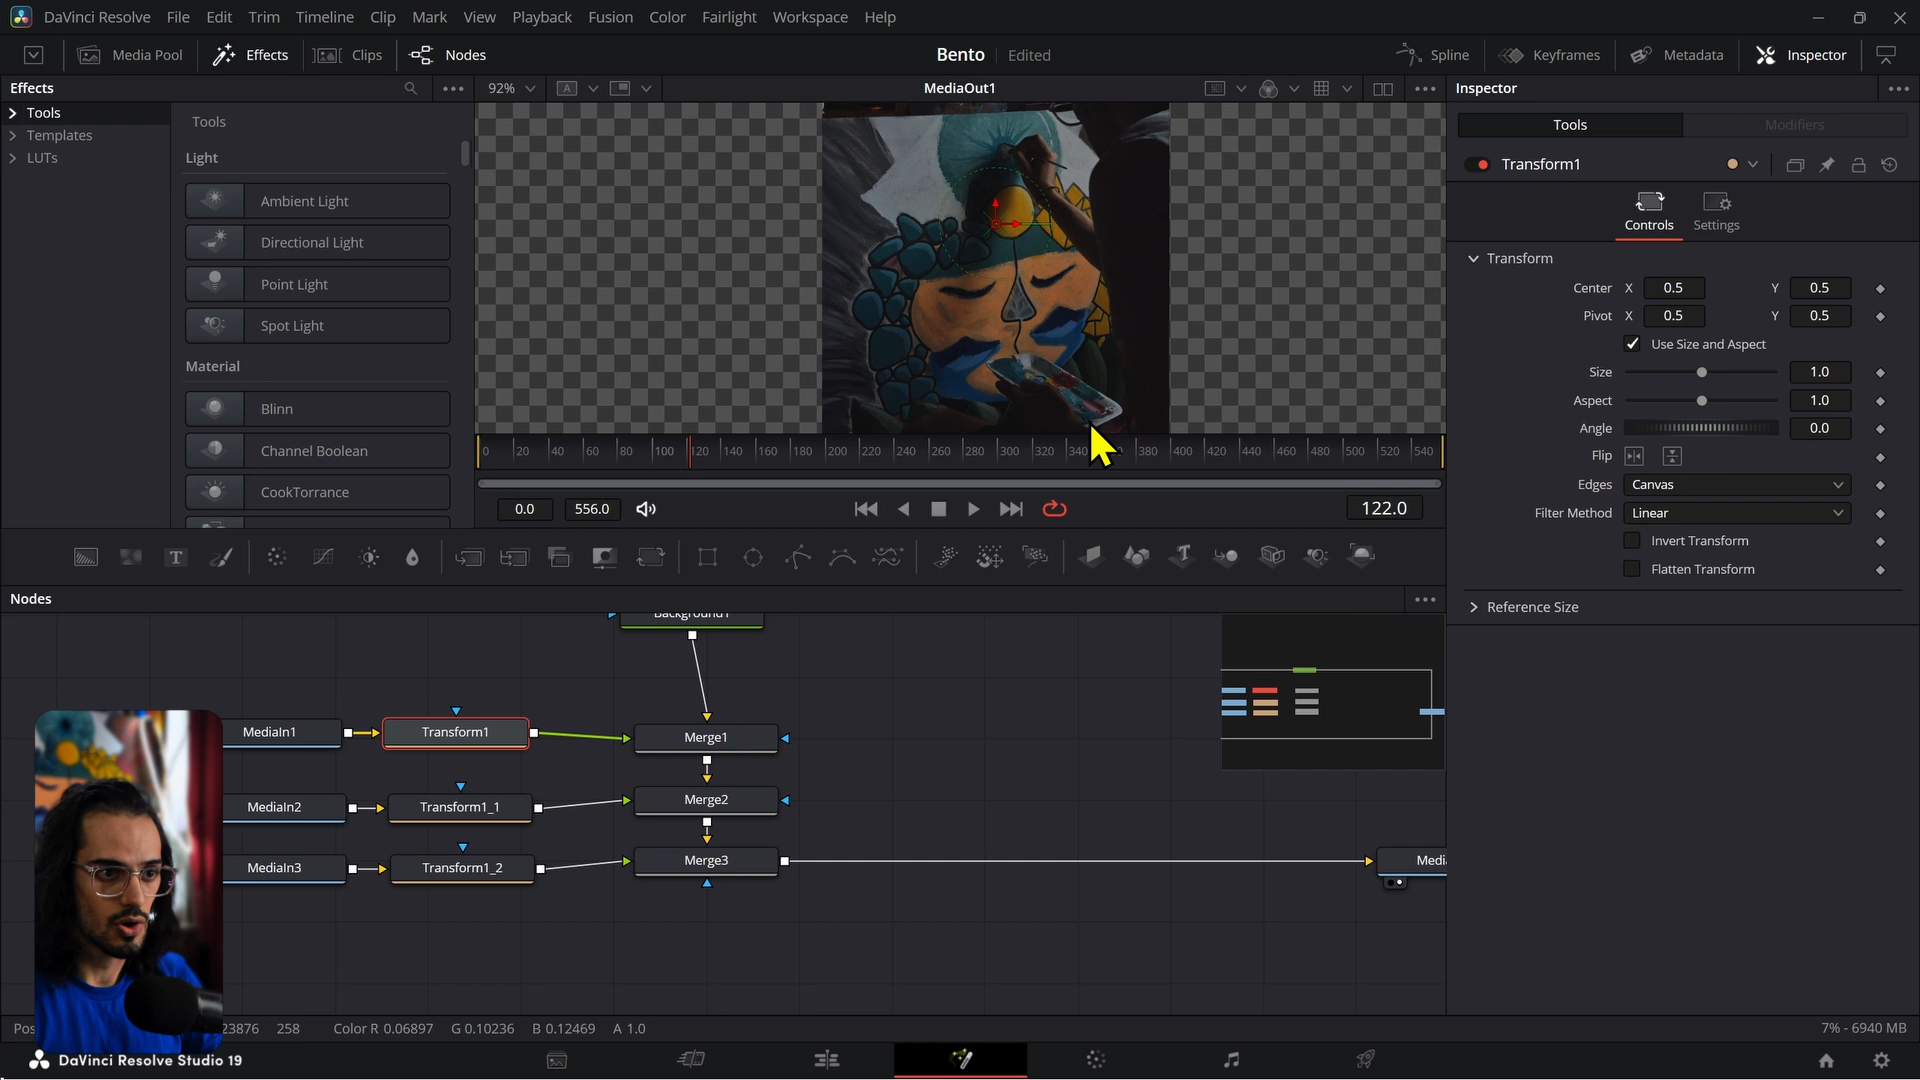 DaVinci Resolve File Edit Trim Timeline Clip Mark View Playback Fusion Color Fairlight Workspace Help
Media Pool Effects Clips Nodes Bento Edited Spline Keyframes Metadata Inspector
Effects 92% A MediaOut1 Inspector
Tools
Templates
LUTs
Tools
Light
Ambient Light
Directional Light
Point Light
Spot Light
Material
Blinn
Channel Boolean
CookTorrance
0 20 40 60 80 100 120 140 160 180 200 220 240 260 280 300 320 340 380 400 420 440 460 480 500 520 540
0.0 556.0 122.0
Tools Modifiers
Transform1
Controls Settings
Transform
Center X 0.5 Y 0.5
Pivot X 0.5 Y 0.5
Use Size and Aspect
Size 1.0
Aspect 1.0
Angle 0.0
Flip
Edges Canvas
Filter Method Linear
Invert Transform
Flatten Transform
Reference Size
T
Nodes
Background1
MediaIn1 Transform1 Merge1
MediaIn2 Transform1_1 Merge2
MediaIn3 Transform1_2 Merge3 Media
Pos 23876 258 Color R 0.06897 G 0.10236 B 0.12469 A 1.0 7% - 6940 MB
DaVinci Resolve Studio 19